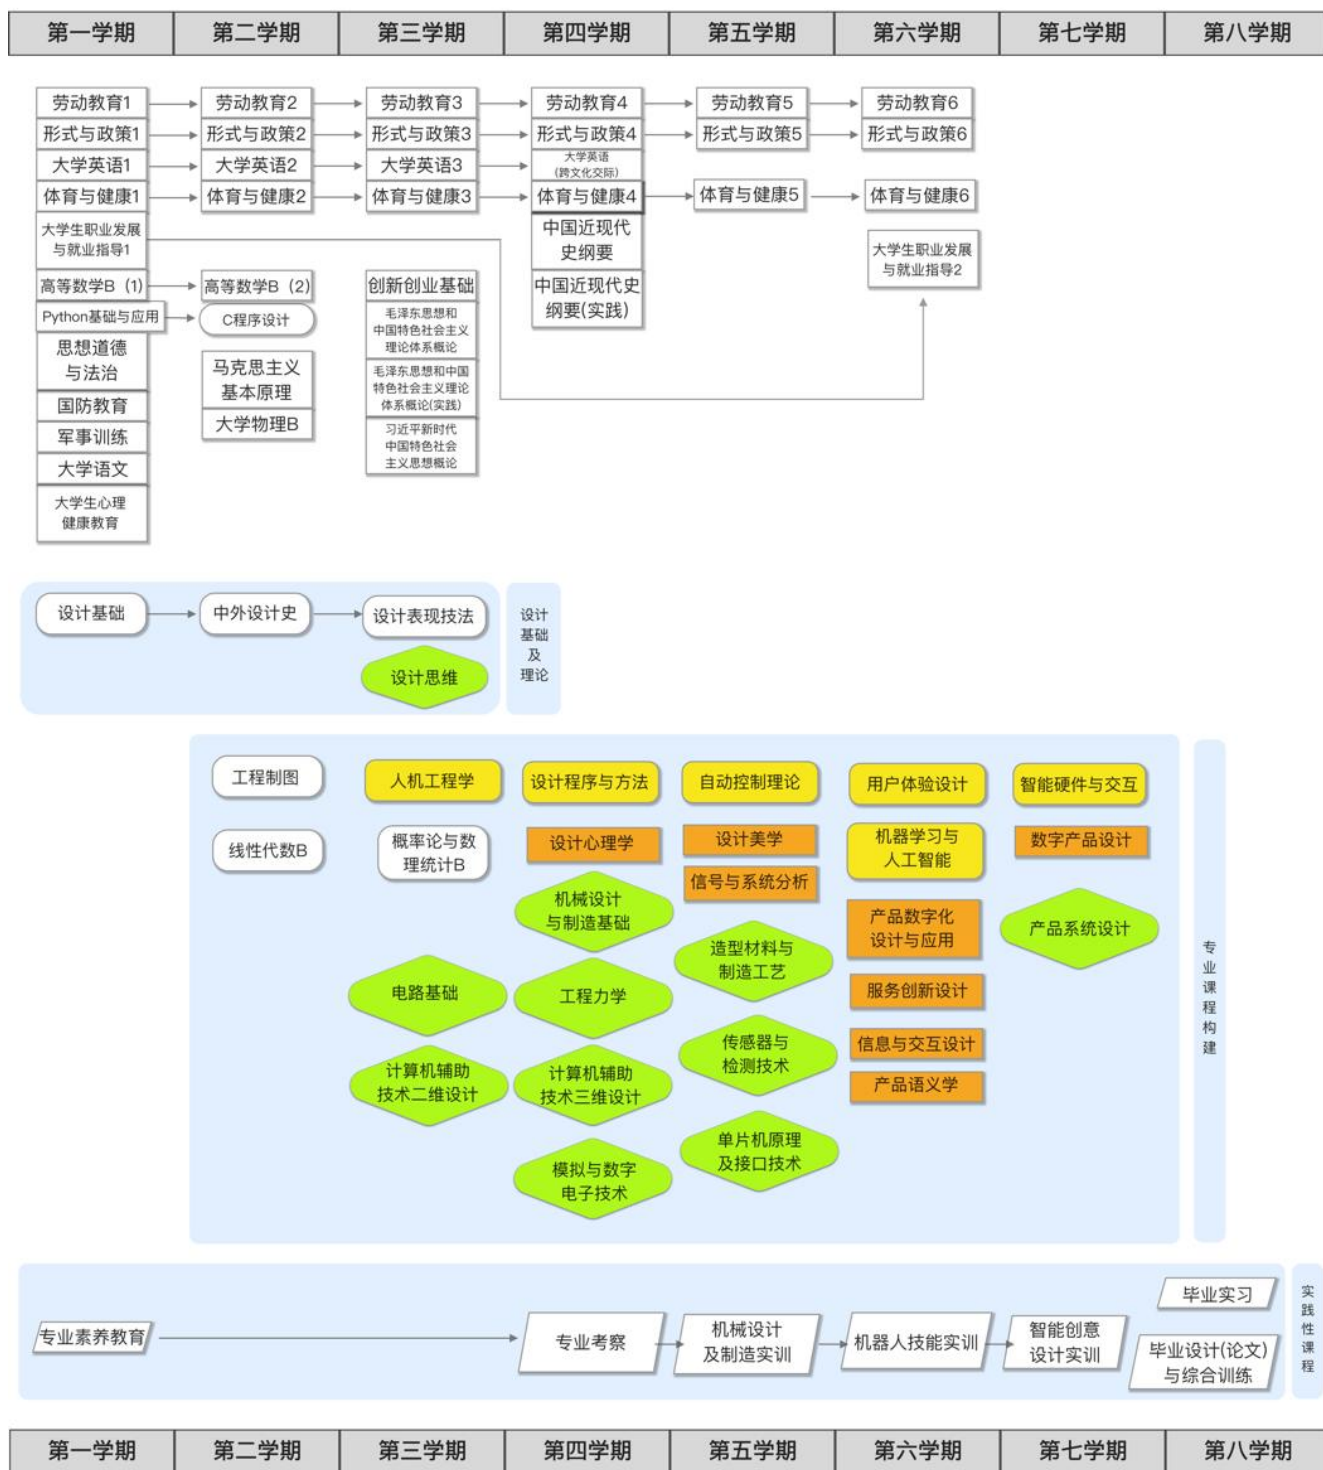 第一学期 第二学期 第三学期 第四学期 第五学期 第六学期 第七学期 第八学期
劳动教育1 劳动教育2 劳动教育3 劳动教育4 劳动教育5 劳动教育6
形式与政策1 形式与政策2 形式与政策3 形式与政策4 形式与政策5 形式与政策6
大学英语1 大学英语2 大学英语3 大学英语
(跨文化交际)
体育与健康1 体育与健康2 体育与健康3 体育与健康4 体育与健康5 体育与健康6
大学生职业发展
与就业指导1
中国近现代
史纲要
大学生职业发展
与就业指导2
高等数学B（1） 高等数学B（2） 创新创业基础
中国近现代史
纲要(实践)
Python基础与应用 C程序设计
毛泽东思想和
中国特色社会主义
理论体系概论
思想道德
与法治
马克思主义
基本原理
毛泽东思想和中国
特色社会主义理论
体系概论(实践)
国防教育
大学物理B
军事训练
习近平新时代
中国特色社会
主义思想概论
大学语文
大学生心理
健康教育
设计基础 中外设计史 设计表现技法
设计思维
设计
基础
及
理论
工程制图 人机工程学 设计程序与方法 自动控制理论 用户体验设计 智能硬件与交互
线性代数B
概率论与数
理统计B
设计心理学
设计美学
机器学习与
人工智能
数字产品设计
信号与系统分析
机械设计
与制造基础
产品数字化
设计与应用
产品系统设计
造型材料与
制造工艺
电路基础
工程力学
服务创新设计
传感器与
检测技术
信息与交互设计
计算机辅助
技术二维设计
计算机辅助
技术三维设计
产品语义学
单片机原理
及接口技术
模拟与数字
电子技术
专
业
课
程
构
建
专业素养教育
专业考察
机械设计
及制造实训
机器人技能实训
智能创意
设计实训
毕业实习
毕业设计(论文)
与综合训练
实
践
性
课
程
第一学期 第二学期 第三学期 第四学期 第五学期 第六学期 第七学期 第八学期